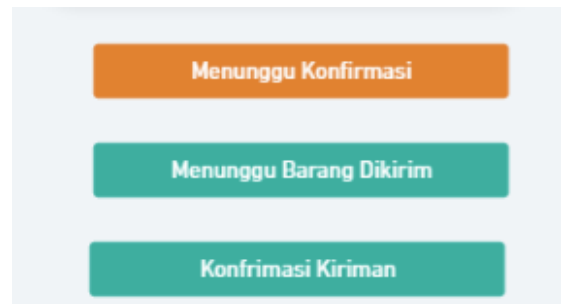 Menunggu Konfirmasi
Menunggu Barang Dikirim
Konfrimasi Kiriman